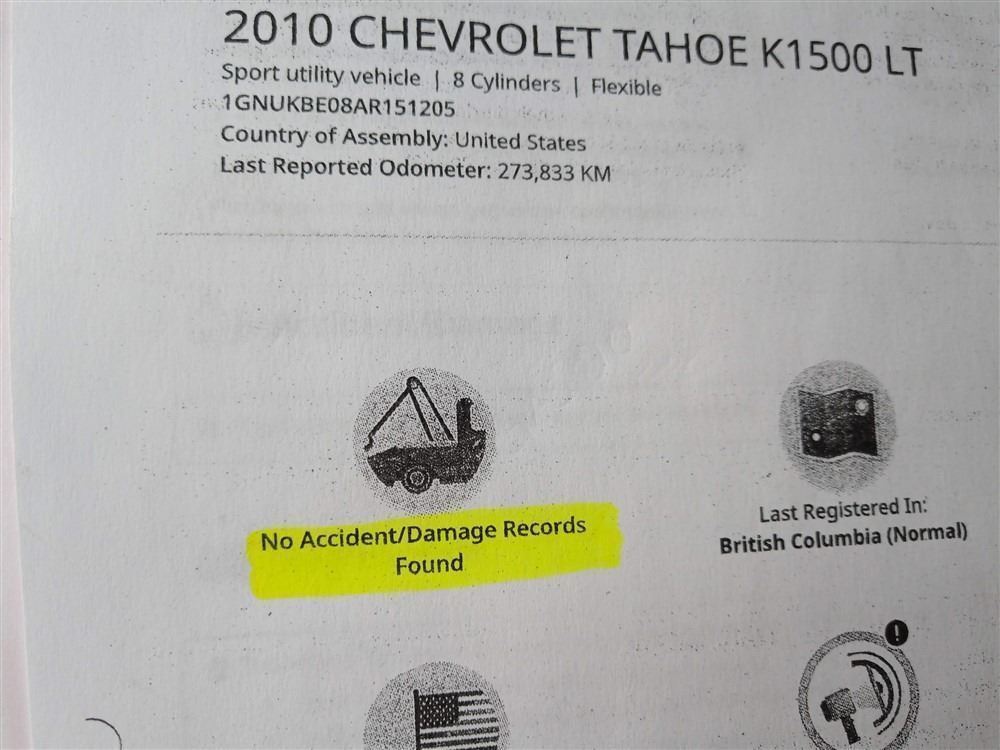 2010 CHEVROLET TAHOE K1500 LT
Sport utility vehicle | 8 Cylinders | Flexible
1GNUKBE08AR151205
Country of Assembly: United States
Last Reported Odometer: 273,833 KM
No Accident/Damage Records
Found
Last Registered In:
British Columbia (Normal)
!